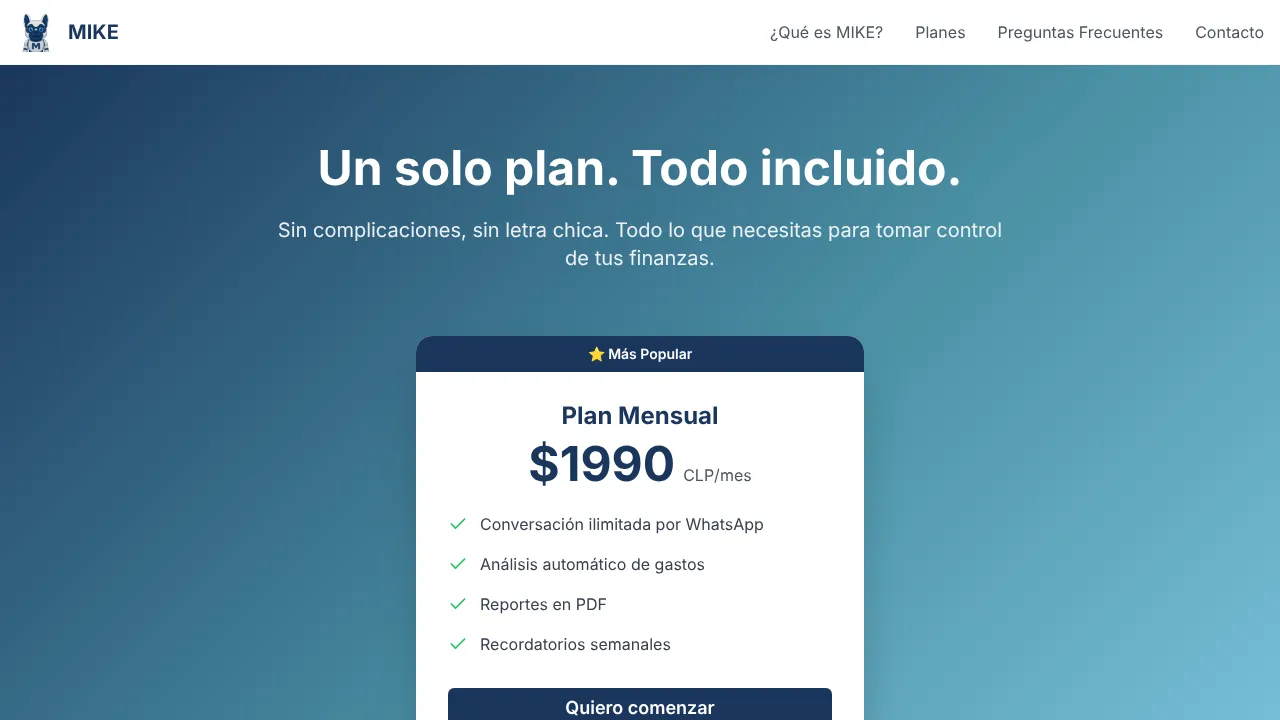 M
MIKE
¿Qué es MIKE?
Planes
Preguntas Frecuentes
Contacto
Un solo plan. Todo incluido.
Sin complicaciones, sin letra chica. Todo lo que necesitas para tomar control
de tus finanzas.
⭐ Más Popular
Plan Mensual
$1990 CLP/mes
Conversación ilimitada por WhatsApp
Análisis automático de gastos
Reportes en PDF
Recordatorios semanales
Quiero comenzar